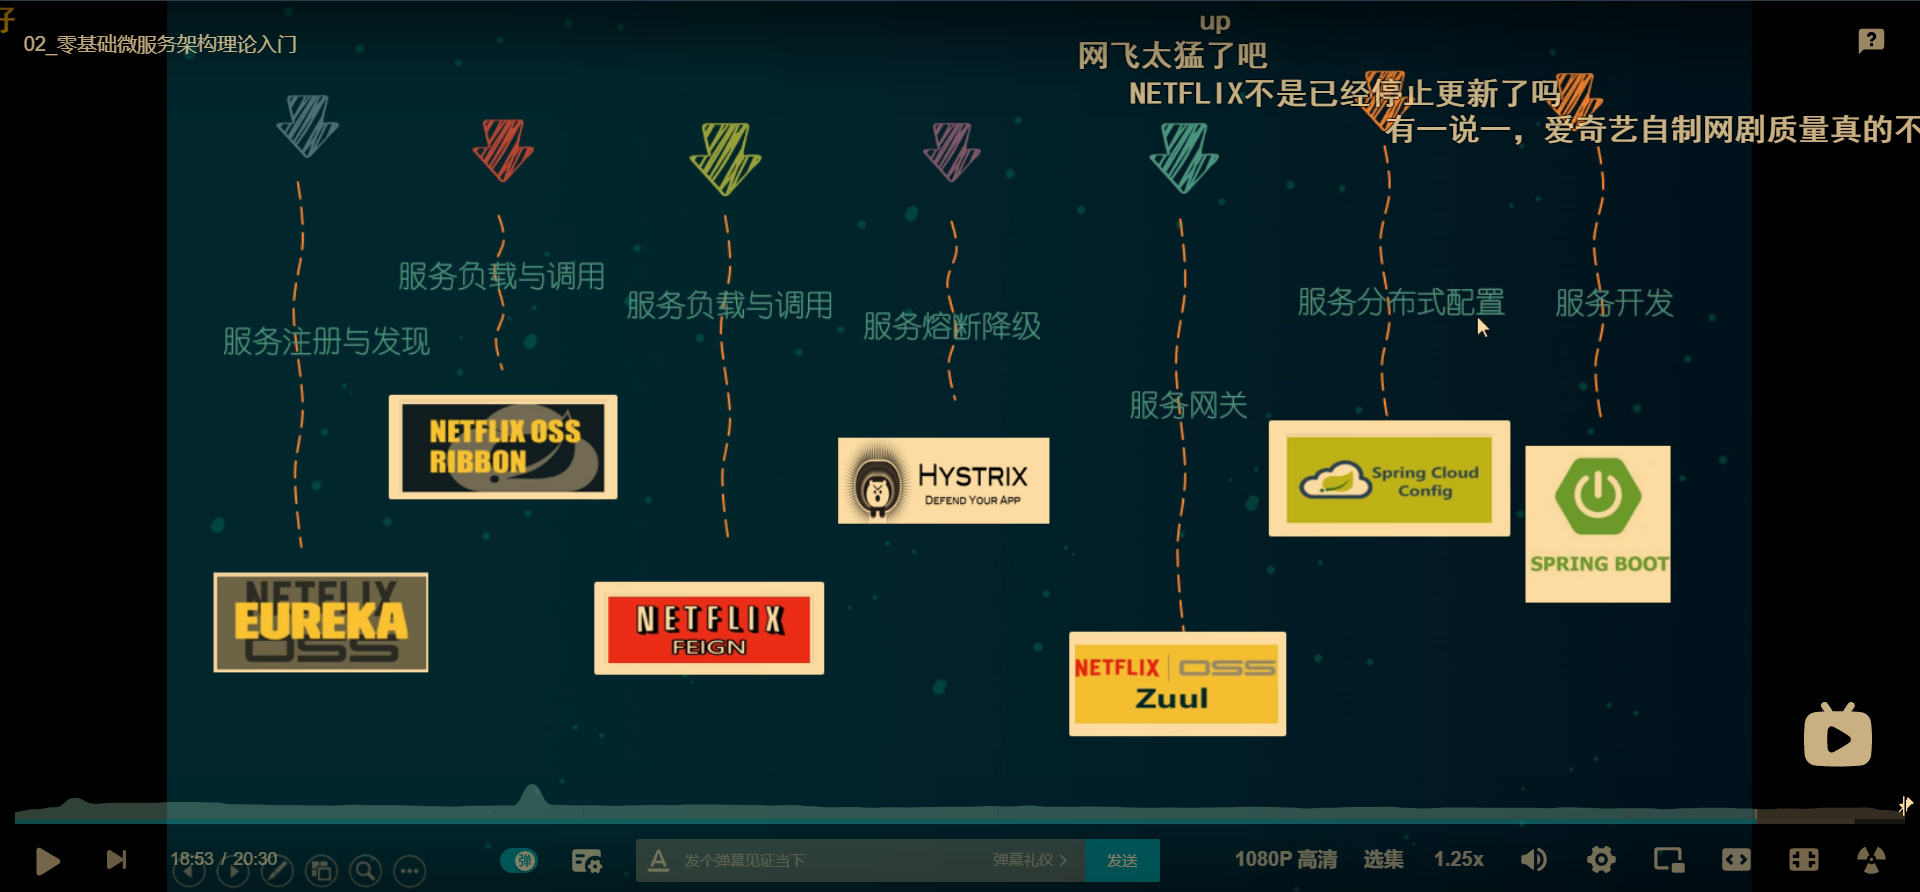 好
up
02_零基础微服务架构理论入门
网飞太猛了吧
NETFLIX不是已经停止更新了吗
有一说一，爱奇艺自制网剧质量真的不
服务负载与调用
服务负载与调用
服务注册与发现
服务熔断降级
服务分布式配置
服务开发
服务网关
NETFLIX OSS
RIBBON
HYSTRIX
DEFEND YOUR APP
Spring Cloud
Config
SPRING BOOT
NETFLIX
EUREKA
OSS
NETFLIX
FEIGN
NETFLIX | OSS
Zuul
18:53 / 20:30
弹
发个弹幕见证当下
弹幕礼仪 >
发送
1080P 高清
选集
1.25x